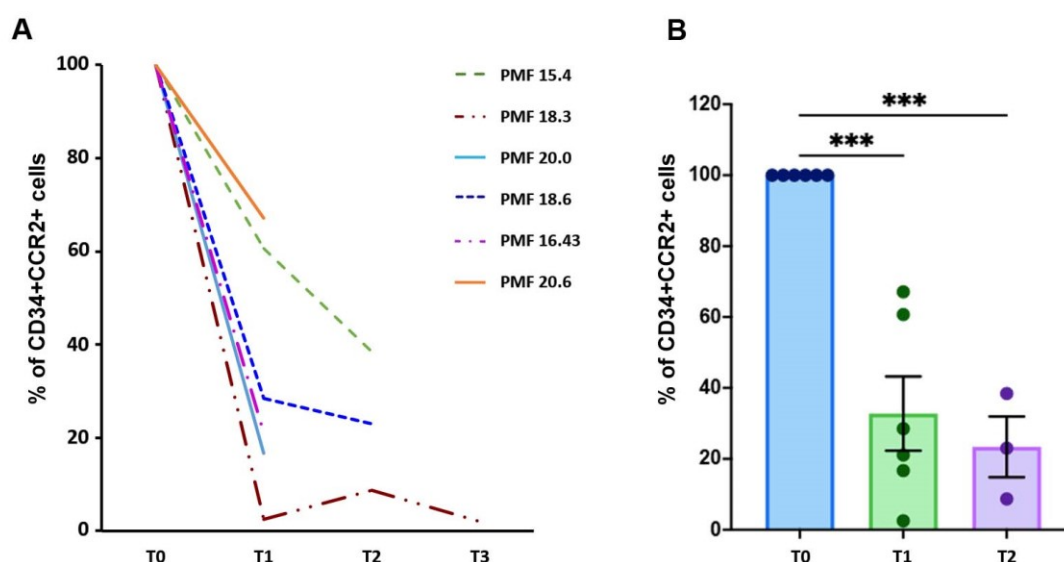 A
% of CD34+CCR2+ cells
100
80
60
40
20
0
T0 T1 T2 T3
PMF 15.4
PMF 18.3
PMF 20.0
PMF 18.6
PMF 16.43
PMF 20.6
B
% of CD34+CCR2+ cells
120
100
80
60
40
20
0
***
***
T0 T1 T2